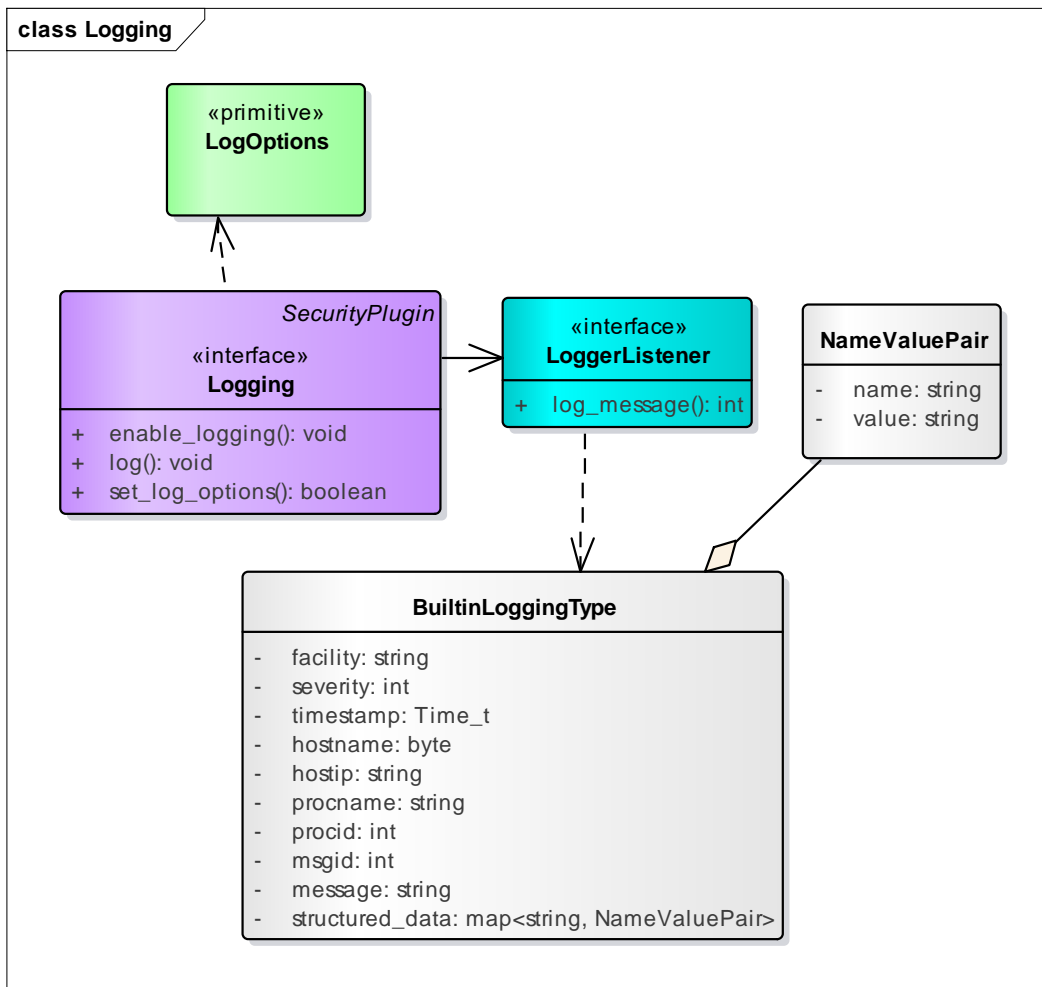 class Logging
«primitive»
LogOptions
SecurityPlugin
«interface»
Logging
+ enable_logging(): void
+ log(): void
+ set_log_options(): boolean
«interface»
LoggerListener
+ log_message(): int
NameValuePair
- name: string
- value: string
BuiltinLoggingType
- facility: string
- severity: int
- timestamp: Time_t
- hostname: byte
- hostip: string
- procname: string
- procid: int
- msgid: int
- message: string
- structured_data: map<string, NameValuePair>